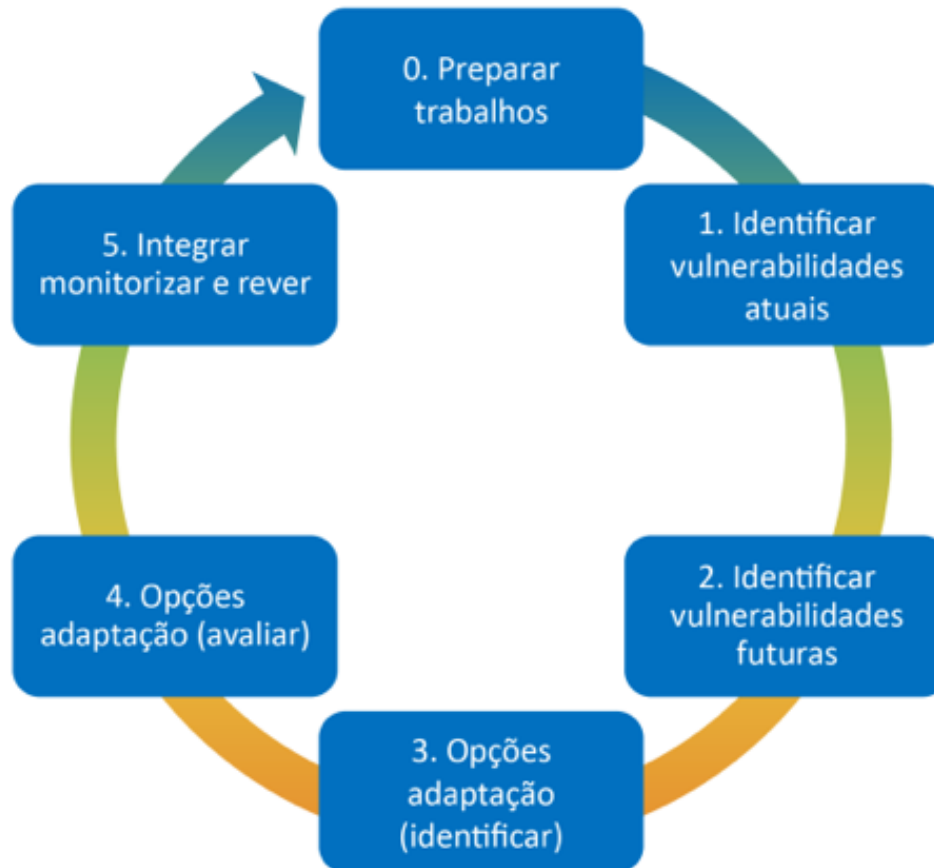 0. Preparar
trabalhos
1. Identificar
vulnerabilidades
atuais
2. Identificar
vulnerabilidades
futuras
3. Opções
adaptação
(identificar)
4. Opções
adaptação (avaliar)
5. Integrar
monitorizar e rever